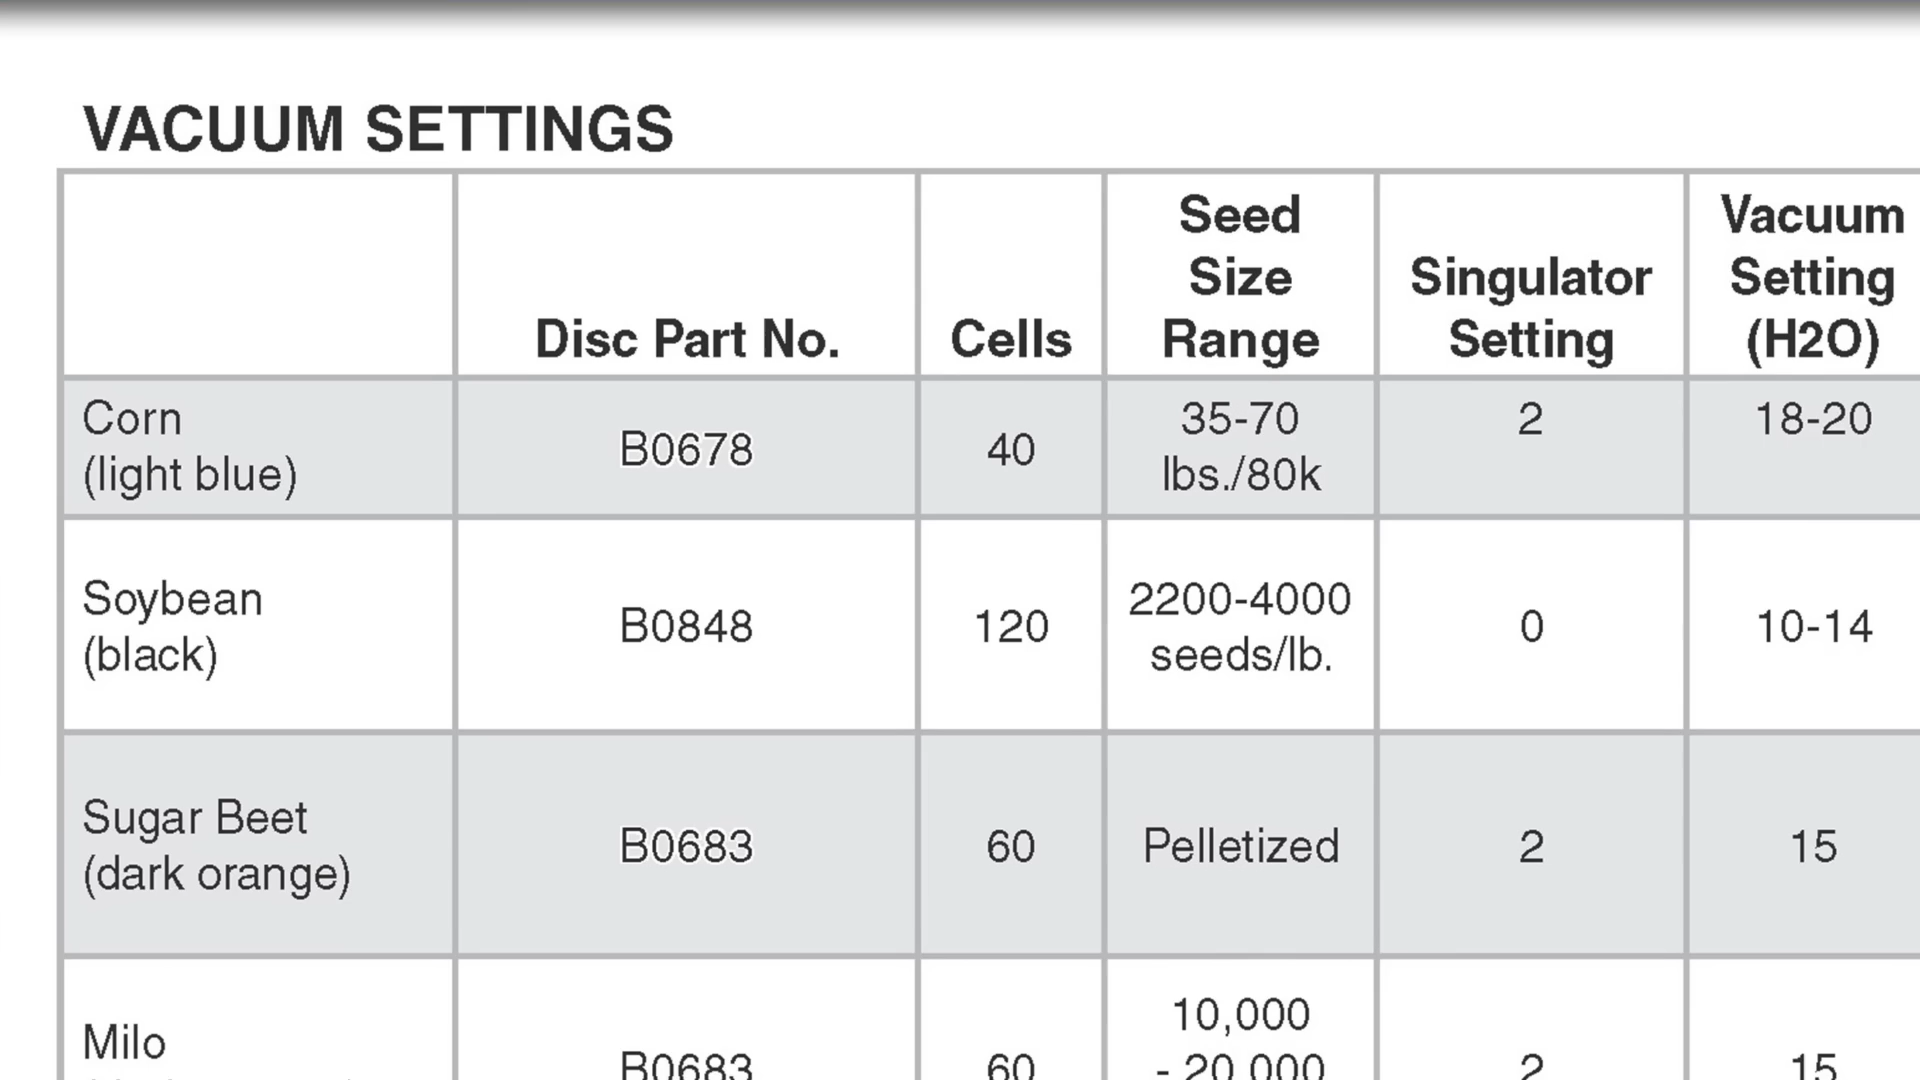 VACUUM SETTINGS
Disc Part No. Cells Seed Size Range Singulator Setting Vacuum Setting (H2O)
Corn (light blue) B0678 40 35-70 lbs./80k 2 18-20
Soybean (black) B0848 120 2200-4000 seeds/lb. 0 10-14
Sugar Beet (dark orange) B0683 60 Pelletized 2 15
Milo B0683 60 10,000 - 20,000 2 15